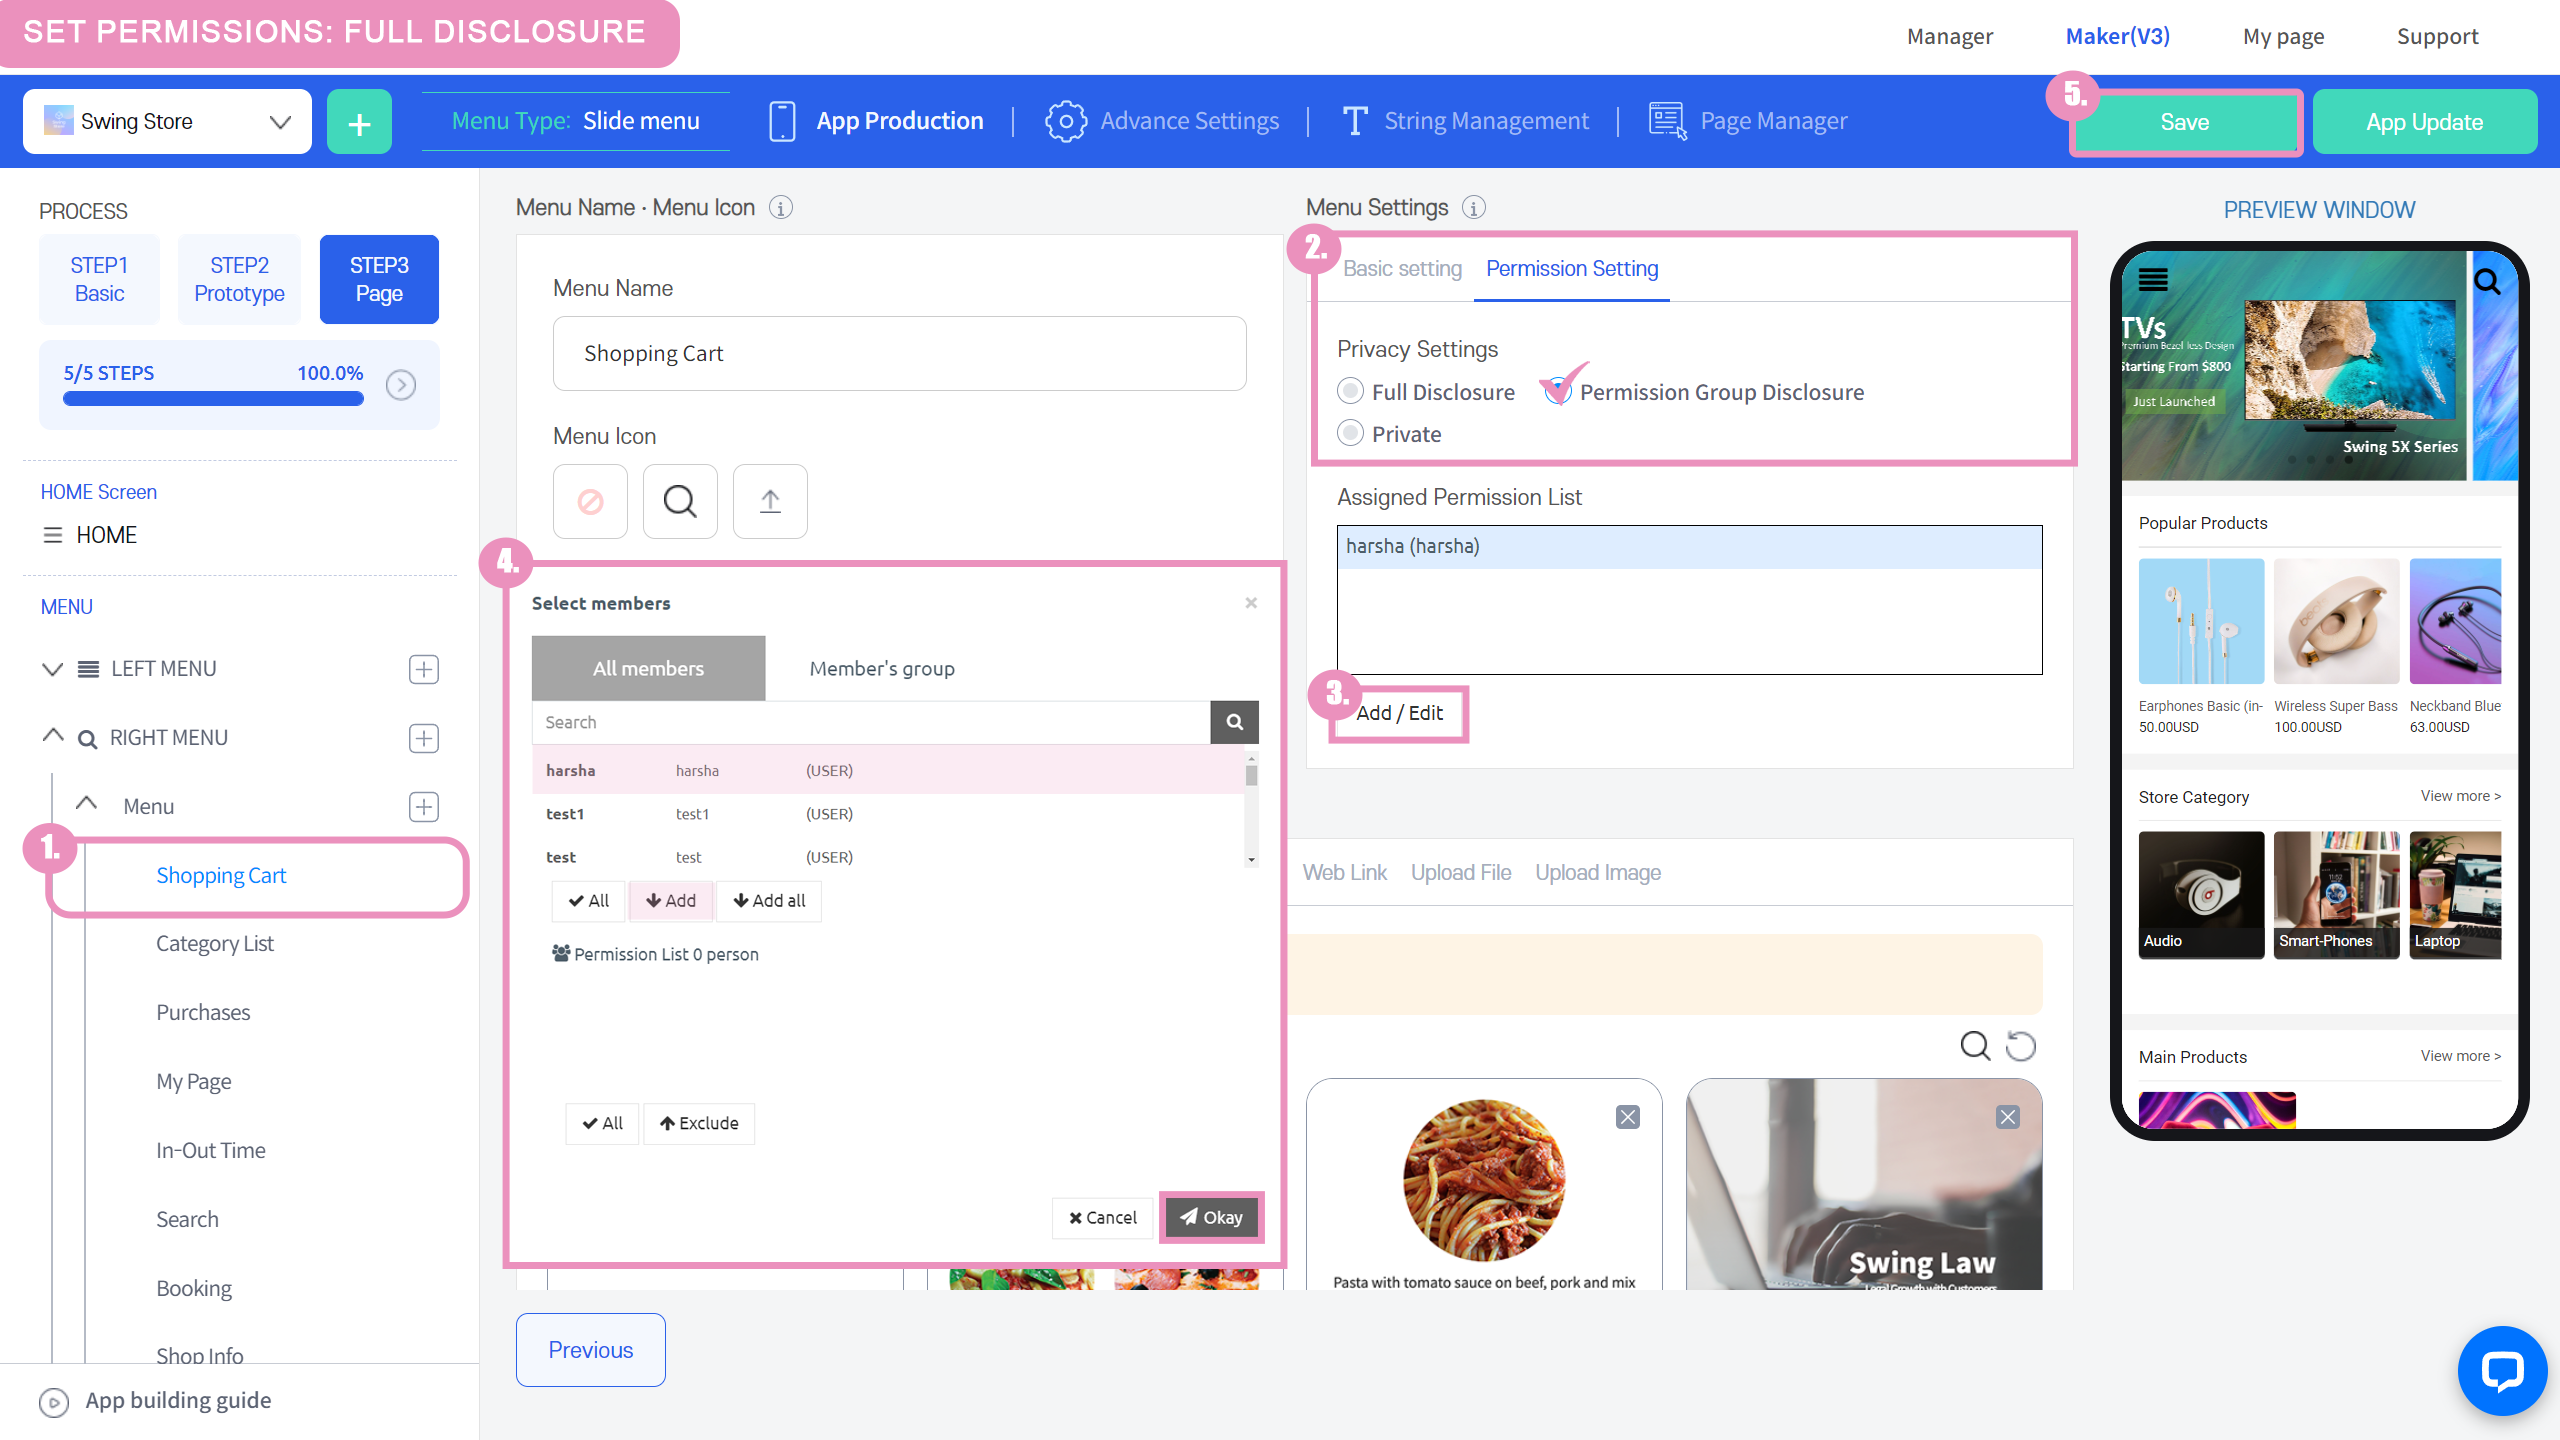 SET PERMISSIONS: FULL DISCLOSURE
Manager
Maker(V3)
My page
Support
Swing Store
+
Menu Type: Slide menu
App Production
Advance Settings
String Management
Page Manager
5.
Save
App Update
PROCESS
STEP1
Basic
STEP2
Prototype
STEP3
Page
5/5 STEPS
100.0%
HOME Screen
HOME
MENU
LEFT MENU
RIGHT MENU
Menu
1.
Shopping Cart
Category List
Purchases
My Page
In-Out Time
Search
Booking
Shop Info
App building guide
Menu Name · Menu Icon
Menu Name
Shopping Cart
Menu Icon
4.
Select members
All members
Member's group
Search
harsha harsha (USER)
test1 test1 (USER)
test test (USER)
All
Add
Add all
Permission List 0 person
All
Exclude
Cancel
Okay
Previous
Menu Settings
2.
Basic setting
Permission Setting
Privacy Settings
Full Disclosure
Permission Group Disclosure
Private
Assigned Permission List
harsha (harsha)
3.
Add / Edit
Web Link
Upload File
Upload Image
Pasta with tomato sauce on beef, pork and mix
Swing Law
Legal Growth with Customers
PREVIEW WINDOW
TVs
Premium Bezel less Design
Starting From $800
Just Launched
Swing 5X Series
Popular Products
Earphones Basic (in-
50.00USD
Wireless Super Bass
100.00USD
Neckband Blue
63.00USD
Store Category
View more >
Audio
Smart-Phones
Laptop
Main Products
View more >